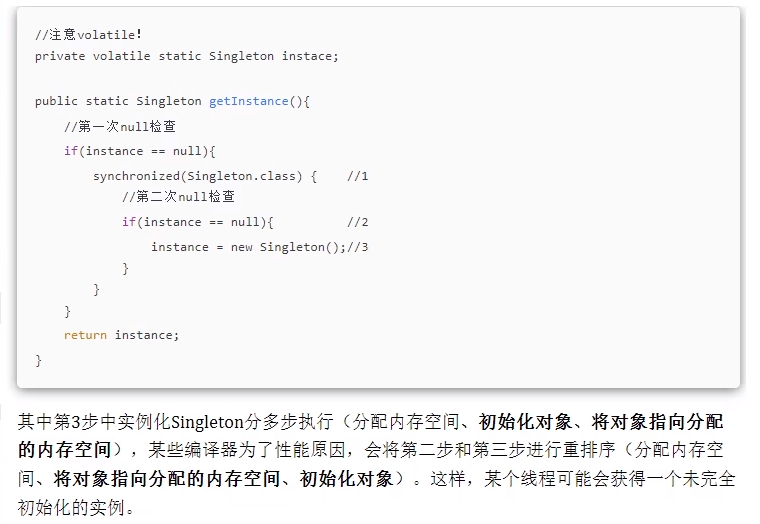 //注意volatile！
private volatile static Singleton instace;
public static Singleton getInstance(){
//第一次null检查
if(instance == null){
synchronized(Singleton.class) {    //1
//第二次null检查
if(instance == null){          //2
instance = new Singleton();//3
}
}
}
return instance;
}
其中第3步中实例化Singleton分多步执行（分配内存空间、初始化对象、将对象指向分配
的内存空间），某些编译器为了性能原因，会将第二步和第三步进行重排序（分配内存空
间、将对象指向分配的内存空间、初始化对象）。这样，某个线程可能会获得一个未完全
初始化的实例。